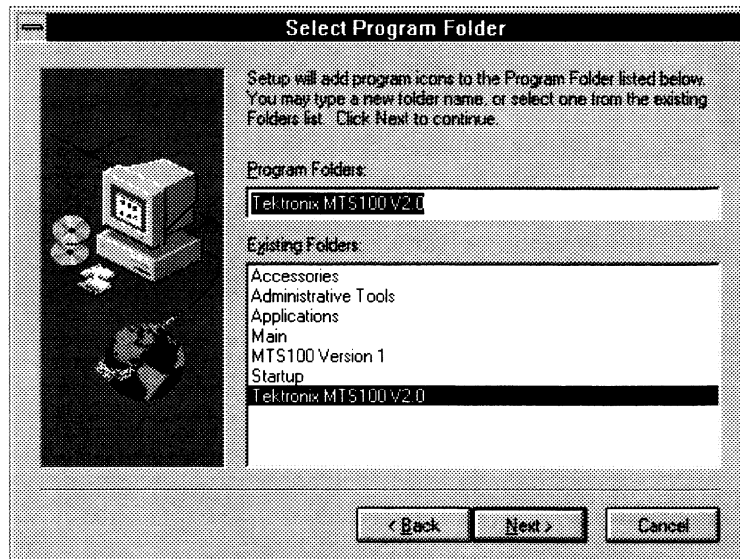 Select Program Folder
Setup will add program icons to the Program Folder listed below.
You may type a new folder name, or select one from the existing
Folders list. Click Next to continue.
Program Folders:
Tektronix MTS100 V2.0
Existing Folders:
Accessories
Administrative Tools
Applications
Main
MTS100 Version 1
Startup
Tektronix MTS100 V2.0
< Back
Next >
Cancel